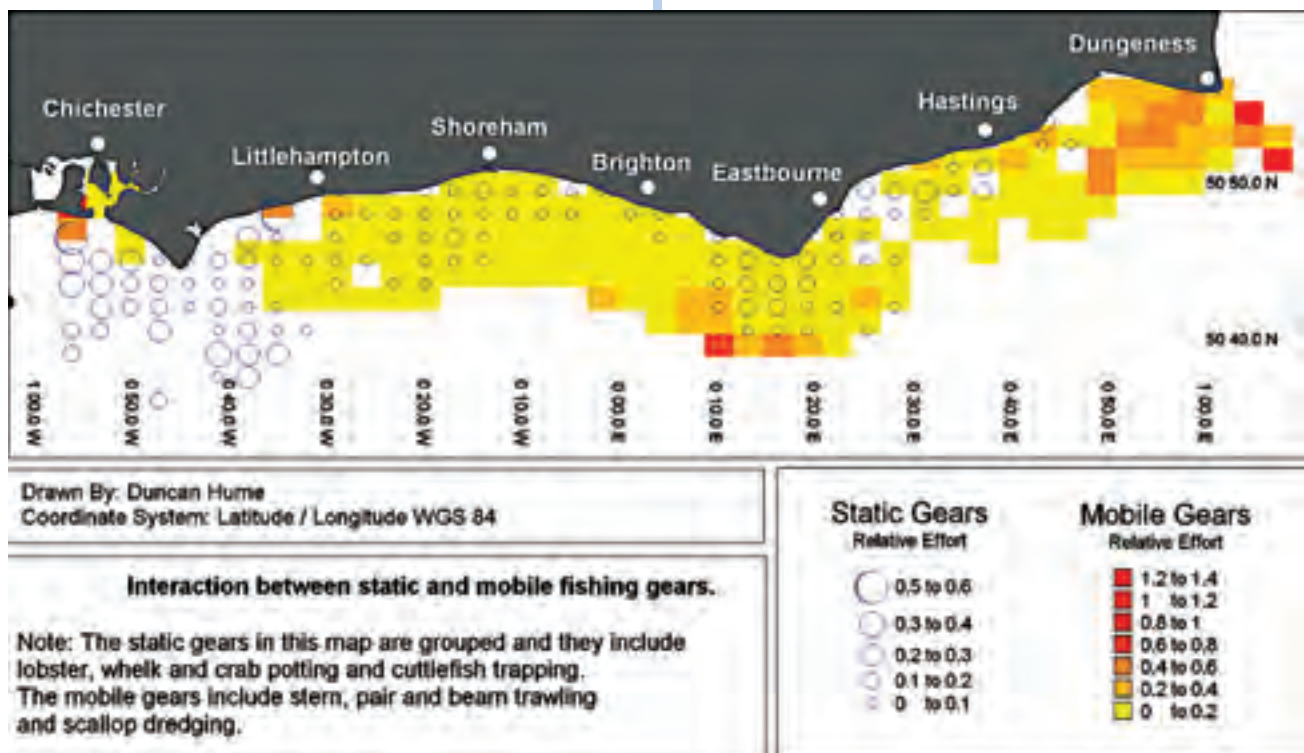 Dungeness
Chichester
Hastings
Shoreham
Littlehampton
Brighton
Eastbourne
50 50.0 N
50 40.0 N
1 00.0 W
0 50.0 W
0 40.0 W
0 30.0 W
0 20.0 W
0 10.0 W
0 00.0 E
0 10.0 E
0 20.0 E
0 30.0 E
0 40.0 E
0 50.0 E
1 00.0 E
Drawn By: Duncan Hume
Coordinate System: Latitude / Longitude WGS 84
Interaction between static and mobile fishing gears.
Note: The static gears in this map are grouped and they include
lobster, whelk and crab potting and cuttlefish trapping.
The mobile gears include stern, pair and beam trawling
and scallop dredging.
Static Gears
Relative Effort
0.5 to 0.6
0.3 to 0.4
0.2 to 0.3
0.1 to 0.2
0 to 0.1
Mobile Gears
Relative Effort
1.2 to 1.4
1 to 1.2
0.8 to 1
0.6 to 0.8
0.4 to 0.6
0.2 to 0.4
0 to 0.2